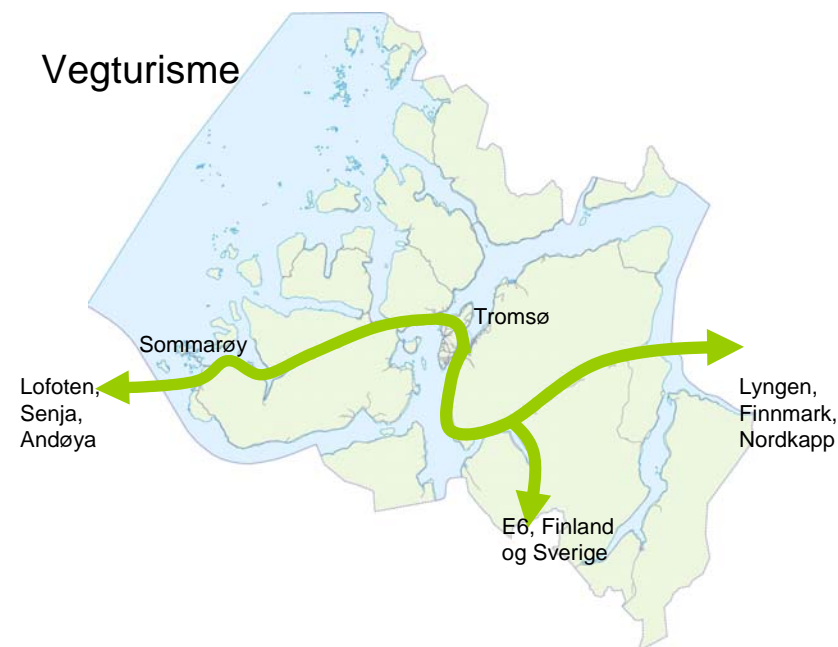 Vegturisme
Tromsø
Sommarøy
Lofoten,
Senja,
Andøya
Lyngen,
Finnmark,
Nordkapp
E6, Finland
og Sverige